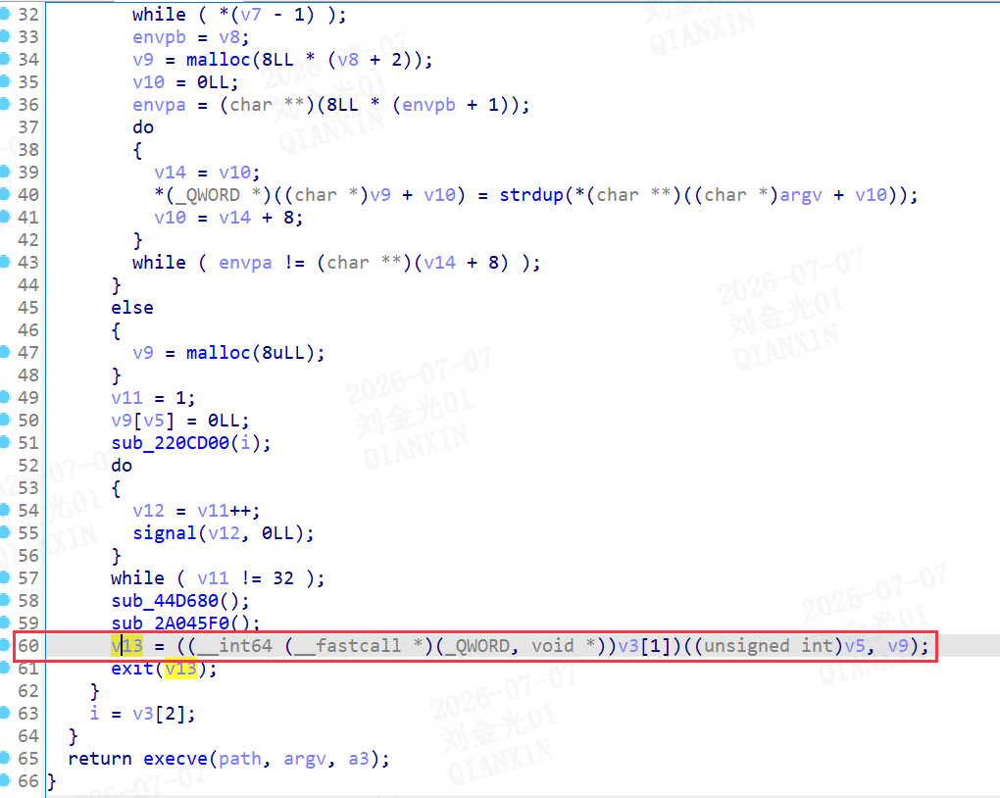 32 while ( *(v7 - 1) );
33 envpb = v8;
34 v9 = malloc(8LL * (v8 + 2));
35 v10 = 0LL;
36 envpa = (char **)(8LL * (envpb + 1));
37 do
38 {
39 v14 = v10;
40 *(_QWORD *)((char *)v9 + v10) = strdup(*(char **)((char *)argv + v10));
41 v10 = v14 + 8;
42 }
43 while ( envpa != (char **)(v14 + 8) );
44 }
45 else
46 {
47 v9 = malloc(8uLL);
48 }
49 v11 = 1;
50 v9[v5] = 0LL;
51 sub_220CD00(i);
52 do
53 {
54 v12 = v11++;
55 signal(v12, 0LL);
56 }
57 while ( v11 != 32 );
58 sub_44D680();
59 sub_2A045F0();
60 v13 = ((__int64 (__fastcall *)(_QWORD, void *))v3[1])((unsigned int)v5, v9);
61 exit(v13);
62 }
63 i = v3[2];
64 }
65 return execve(path, argv, a3);
66 }
2026-07-07
刘金光01
QIANXIN